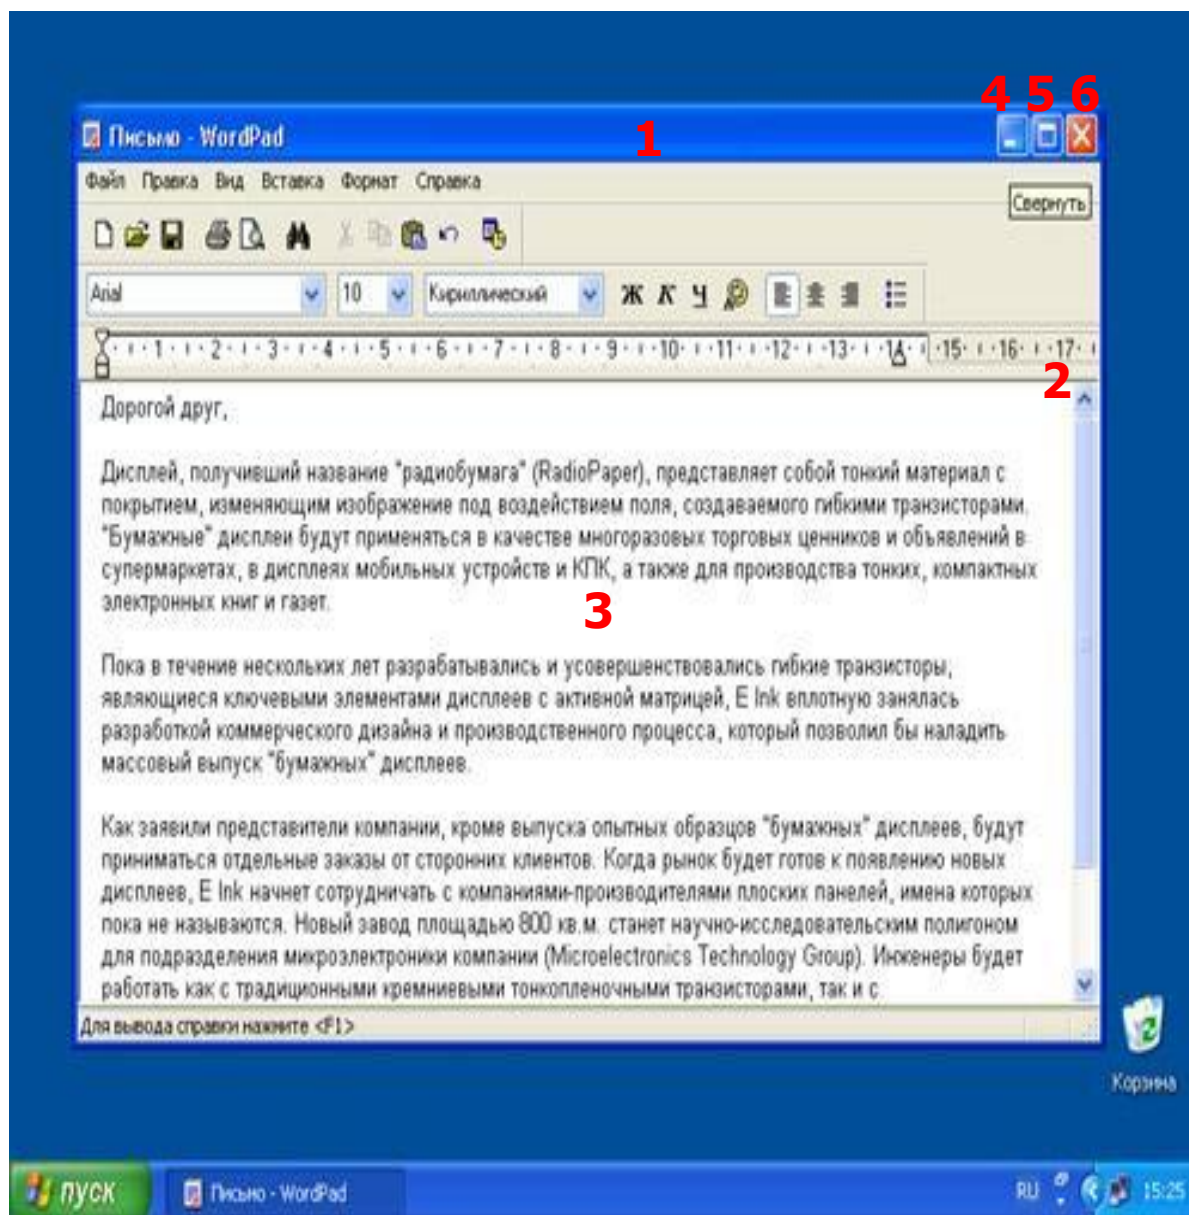 4 5 6
Письмо - WordPad
1
Файл Правка Вид Вставка Формат Справка
Свернуть
Arial 10 Кириллический Ж К Ч
1 2 3 4 5 6 7 8 9 10 11 12 13 14 15 16 17
2
Дорогой друг,
Дисплей, получивший название "радиобумага" (RadioPaper), представляет собой тонкий материал с
покрытием, изменяющим изображение под воздействием поля, создаваемого гибкими транзисторами.
"Бумажные" дисплеи будут применяться в качестве многоразовых торговых ценников и объявлений в
супермаркетах, в дисплеях мобильных устройств и КПК, а также для производства тонких, компактных
электронных книг и газет.
3
Пока в течение нескольких лет разрабатывались и усовершенствовались гибкие транзисторы,
являющиеся ключевыми элементами дисплеев с активной матрицей, E Ink вплотную занялась
разработкой коммерческого дизайна и производственного процесса, который позволил бы наладить
массовый выпуск "бумажных" дисплеев.
Как заявили представители компании, кроме выпуска опытных образцов "бумажных" дисплеев, будут
приниматься отдельные заказы от сторонних клиентов. Когда рынок будет готов к появлению новых
дисплеев, E Ink начнет сотрудничать с компаниями-производителями плоских панелей, имена которых
пока не называются. Новый завод площадью 800 кв.м. станет научно-исследовательским полигоном
для подразделения микроэлектроники компании (Microelectronics Technology Group). Инженеры будет
работать как с традиционными кремниевыми тонкопленочными транзисторами, так и с
Для вывода справки нажмите <F1>
Корзина
пуск Письмо - WordPad RU 15:25